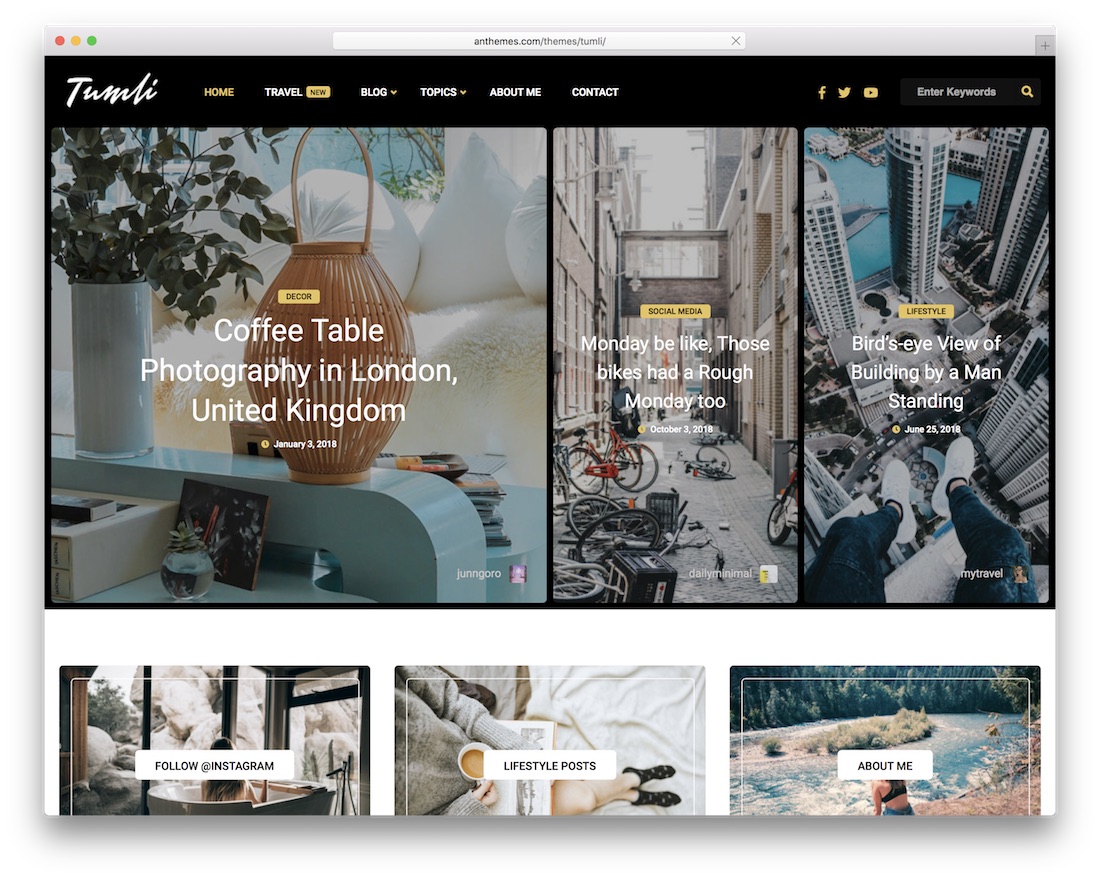 anthemes.com/themes/tumli/
Tumli
HOME TRAVEL NEW BLOG TOPICS ABOUT ME CONTACT Enter Keywords
DECOR
Coffee Table
Photography in London,
United Kingdom
January 3, 2018
junngoro
SOCIAL MEDIA
Monday be like, Those
bikes had a Rough
Monday too
October 3, 2018
dailyminimal
LIFESTYLE
Bird's-eye View of
Building by a Man
Standing
June 25, 2018
mytravel
FOLLOW @INSTAGRAM
LIFESTYLE POSTS
ABOUT ME